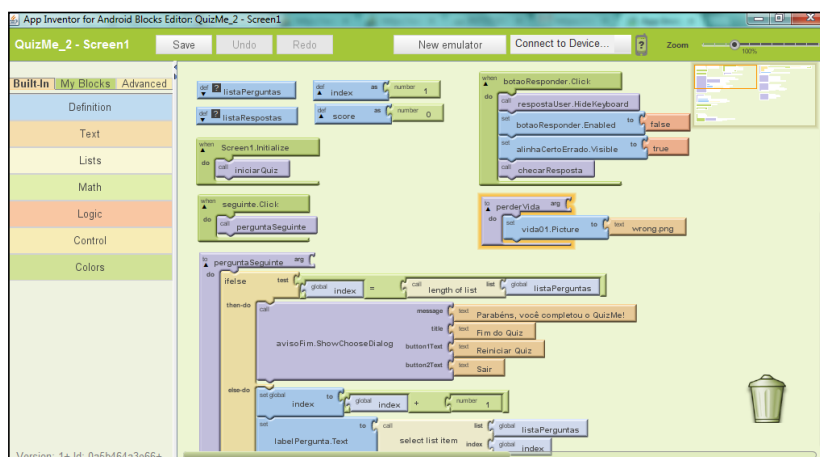 App Inventor for Android Blocks Editor: QuizMe_2 - Screen1
QuizMe_2 - Screen1
Save
Undo
Redo
New emulator
Connect to Device...
?
Zoom
100%
Built-In
My Blocks
Advanced
Definition
Text
Lists
Math
Logic
Control
Colors
def ? listaPerguntas
def index as number 1
def ? listaRespostas
def score as number 0
when Screen1.Initialize
do call iniciarQuiz
when seguinte.Click
do call perguntaSeguinte
when botaoResponder.Click
do call respostaUser.HideKeyboard
set botaoResponder.Enabled to false
set alinhaCertoErrado.Visible to true
call checarResposta
to perderVida arg
do set vida01.Picture to text wrong.png
to perguntaSeguinte arg
do ifelse test global index = call length of list list global listaPerguntas
then-do call avisoFim.ShowChooseDialog
message text Parabéns, você completou o QuizMe!
title text Fim do Quiz
button1Text text Reiniciar Quiz
button2Text text Sair
else-do set global index to global index + number 1
set labelPergunta.Text to call select list item list global listaPerguntas
index global index